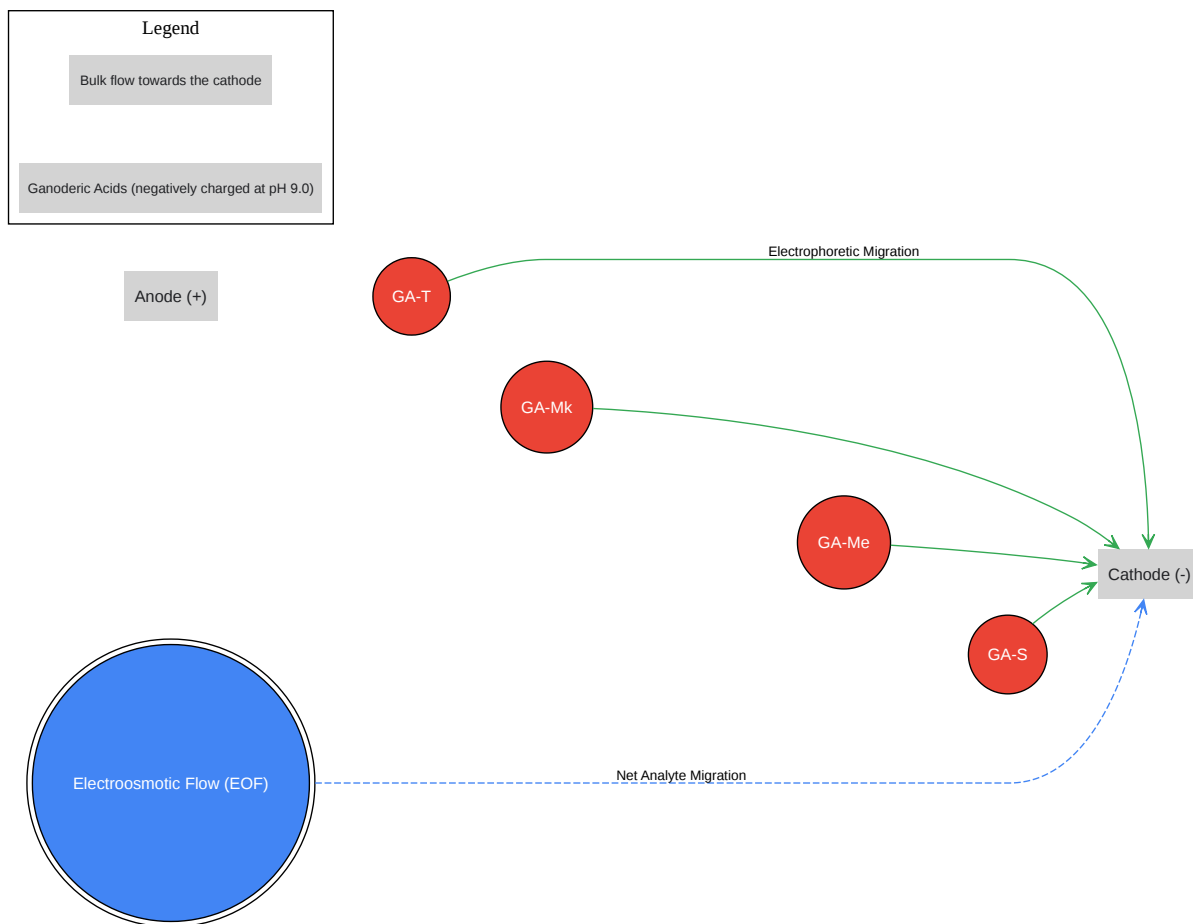 Legend
Bulk flow towards the cathode
Ganoderic Acids (negatively charged at pH 9.0)
Electrophoretic Migration
Anode (+)
GA-T
GA-Mk
GA-Me
Cathode (-)
GA-S
Net Analyte Migration
Electroosmotic Flow (EOF)